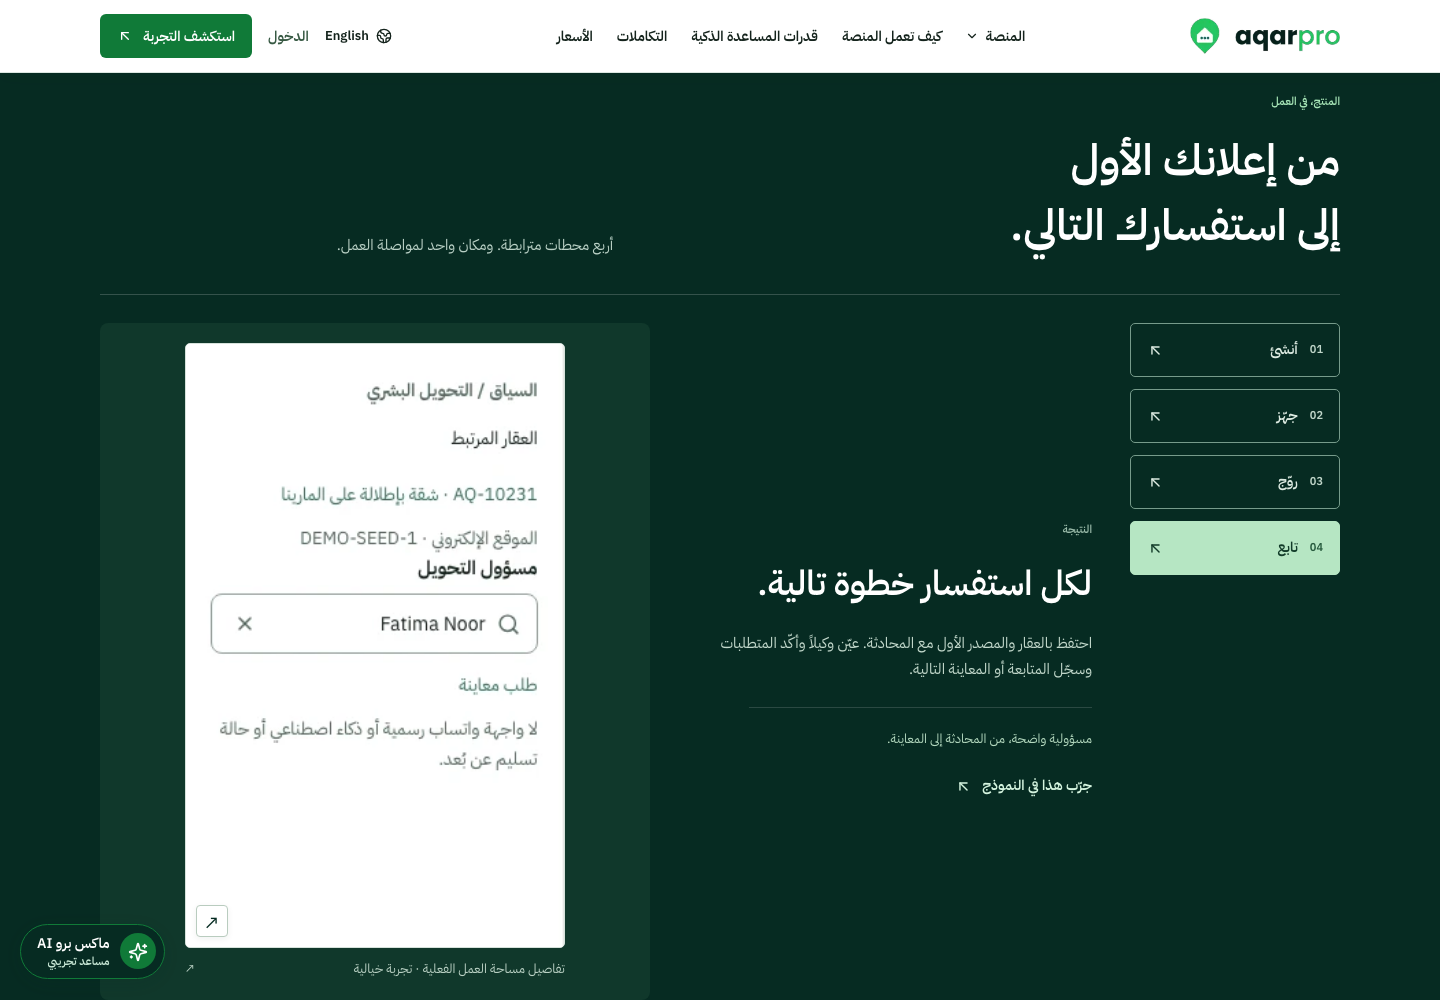 aqarpro
المنصة
كيف تعمل المنصة
قدرات المساعدة الذكية
التكاملات
الأسعار
English
الدخول
استكشف التجربة
المنتج، في العمل
من إعلانك الأول
إلى استفسارك التالي.
أربع محطات مترابطة. ومكان واحد لمواصلة العمل.
01 أنشئ
02 جهّز
03 روّج
04 تابع
النتيجة
لكل استفسار خطوة تالية.
احتفظ بالعقار والمصدر الأول مع المحادثة. عيّن وكيلاً وأكّد المتطلبات
وسجّل المتابعة أو المعاينة التالية.
مسؤولية واضحة، من المحادثة إلى المعاينة.
جرّب هذا في النموذج
السياق / التحويل البشري
العقار المرتبط
AQ-10231 · شقة بإطلالة على المارينا
الموقع الإلكتروني · DEMO-SEED-1
مسؤول التحويل
Fatima Noor
طلب معاينة
لا واجهة واتساب رسمية أو ذكاء اصطناعي أو حالة
تسليم عن بُعد.
تفاصيل مساحة العمل الفعلية · تجربة خيالية
ماكس برو AI
مساعد تجريبي